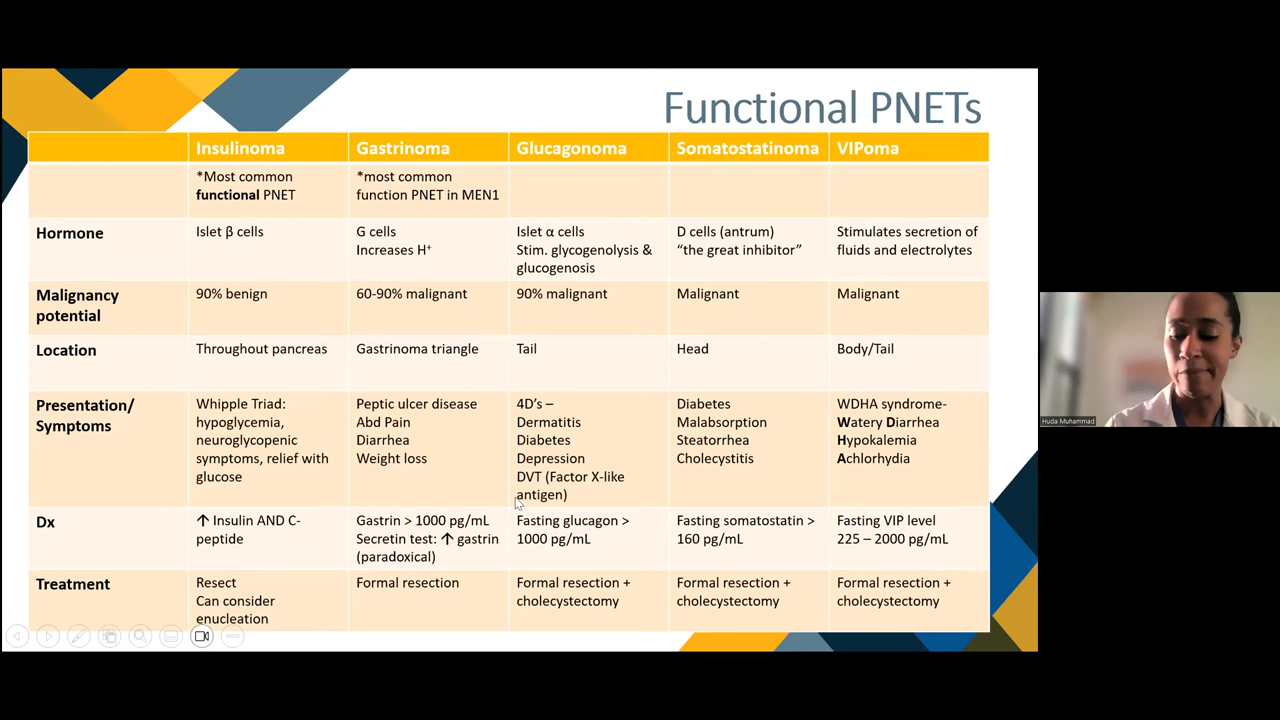 Functional PNETs
Insulinoma
Gastrinoma
Glucagonoma
Somatostatinoma
VIPoma
*Most common
functional PNET
*most common
function PNET in MEN1
Hormone
Islet β cells
G cells
Increases H⁺
Islet α cells
Stim. glycogenolysis &
glucogenosis
D cells (antrum)
“the great inhibitor”
Stimulates secretion of
fluids and electrolytes
Malignancy
potential
90% benign
60-90% malignant
90% malignant
Malignant
Malignant
Location
Throughout pancreas
Gastrinoma triangle
Tail
Head
Body/Tail
Presentation/
Symptoms
Whipple Triad:
hypoglycemia,
neuroglycopenic
symptoms, relief with
glucose
Peptic ulcer disease
Abd Pain
Diarrhea
Weight loss
4D’s –
Dermatitis
Diabetes
Depression
DVT (Factor X-like
antigen)
Diabetes
Malabsorption
Steatorrhea
Cholecystitis
WDHA syndrome-
Watery Diarrhea
Hypokalemia
Achlorhydia
Dx
↑ Insulin AND C-
peptide
Gastrin > 1000 pg/mL
Secretin test: ↑ gastrin
(paradoxical)
Fasting glucagon >
1000 pg/mL
Fasting somatostatin >
160 pg/mL
Fasting VIP level
225 – 2000 pg/mL
Treatment
Resect
Can consider
enucleation
Formal resection
Formal resection +
cholecystectomy
Formal resection +
cholecystectomy
Formal resection +
cholecystectomy
Huda Muhammad